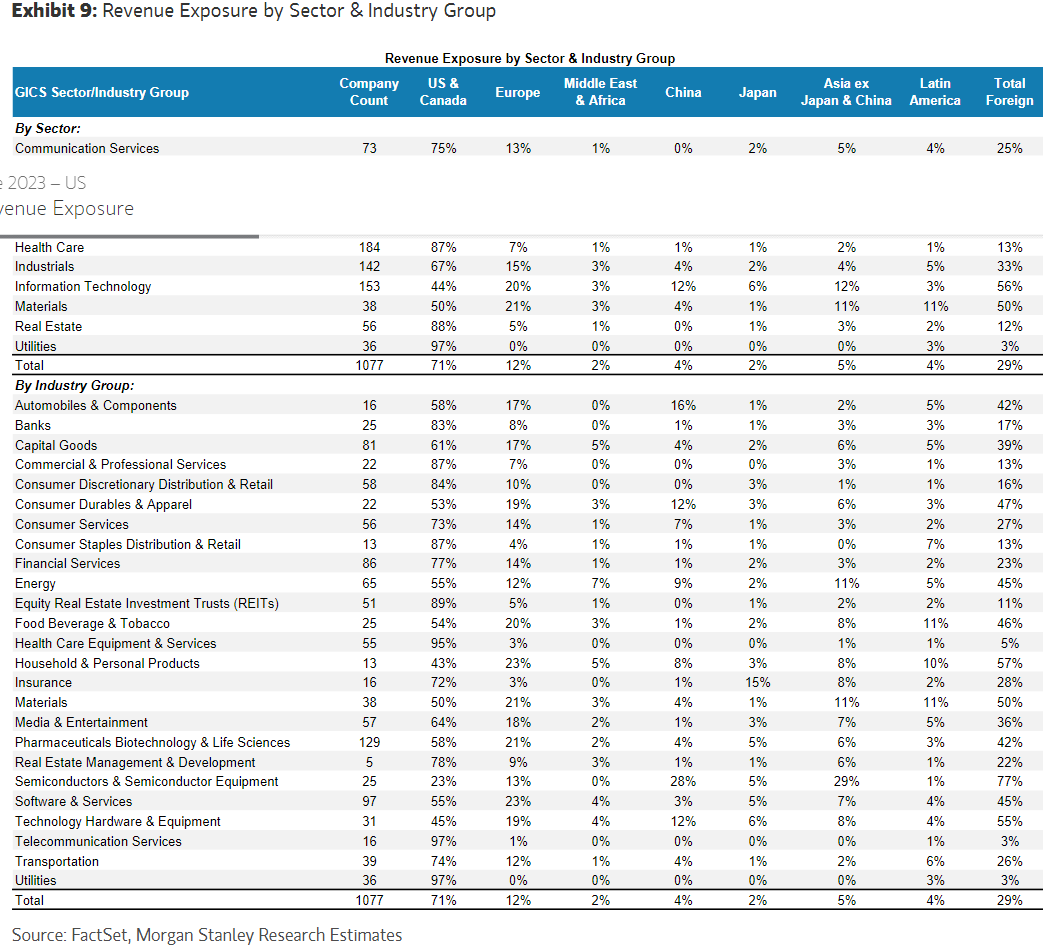 Exhibit 9: Revenue Exposure by Sector & Industry Group
Revenue Exposure by Sector & Industry Group
GICS Sector/Industry Group Company Count US & Canada Europe Middle East & Africa China Japan Asia ex Japan & China Latin America Total Foreign
By Sector:
Communication Services 73 75% 13% 1% 0% 2% 5% 4% 25%
e 2023 – US
venue Exposure
Health Care 184 87% 7% 1% 1% 1% 2% 1% 13%
Industrials 142 67% 15% 3% 4% 2% 4% 5% 33%
Information Technology 153 44% 20% 3% 12% 6% 12% 3% 56%
Materials 38 50% 21% 3% 4% 1% 11% 11% 50%
Real Estate 56 88% 5% 1% 0% 1% 3% 2% 12%
Utilities 36 97% 0% 0% 0% 0% 0% 3% 3%
Total 1077 71% 12% 2% 4% 2% 5% 4% 29%
By Industry Group:
Automobiles & Components 16 58% 17% 0% 16% 1% 2% 5% 42%
Banks 25 83% 8% 0% 1% 1% 3% 3% 17%
Capital Goods 81 61% 17% 5% 4% 2% 6% 5% 39%
Commercial & Professional Services 22 87% 7% 0% 0% 0% 3% 1% 13%
Consumer Discretionary Distribution & Retail 58 84% 10% 0% 0% 3% 1% 1% 16%
Consumer Durables & Apparel 22 53% 19% 3% 12% 3% 6% 3% 47%
Consumer Services 56 73% 14% 1% 7% 1% 3% 2% 27%
Consumer Staples Distribution & Retail 13 87% 4% 1% 1% 1% 0% 7% 13%
Financial Services 86 77% 14% 1% 1% 2% 3% 2% 23%
Energy 65 55% 12% 7% 9% 2% 11% 5% 45%
Equity Real Estate Investment Trusts (REITs) 51 89% 5% 1% 0% 1% 2% 2% 11%
Food Beverage & Tobacco 25 54% 20% 3% 1% 2% 8% 11% 46%
Health Care Equipment & Services 55 95% 3% 0% 0% 0% 1% 1% 5%
Household & Personal Products 13 43% 23% 5% 8% 3% 8% 10% 57%
Insurance 16 72% 3% 0% 1% 15% 8% 2% 28%
Materials 38 50% 21% 3% 4% 1% 11% 11% 50%
Media & Entertainment 57 64% 18% 2% 1% 3% 7% 5% 36%
Pharmaceuticals Biotechnology & Life Sciences 129 58% 21% 2% 4% 5% 6% 3% 42%
Real Estate Management & Development 5 78% 9% 3% 1% 1% 6% 1% 22%
Semiconductors & Semiconductor Equipment 25 23% 13% 0% 28% 5% 29% 1% 77%
Software & Services 97 55% 23% 4% 3% 5% 7% 4% 45%
Technology Hardware & Equipment 31 45% 19% 4% 12% 6% 8% 4% 55%
Telecommunication Services 16 97% 1% 0% 0% 0% 0% 1% 3%
Transportation 39 74% 12% 1% 4% 1% 2% 6% 26%
Utilities 36 97% 0% 0% 0% 0% 0% 3% 3%
Total 1077 71% 12% 2% 4% 2% 5% 4% 29%
Source: FactSet, Morgan Stanley Research Estimates